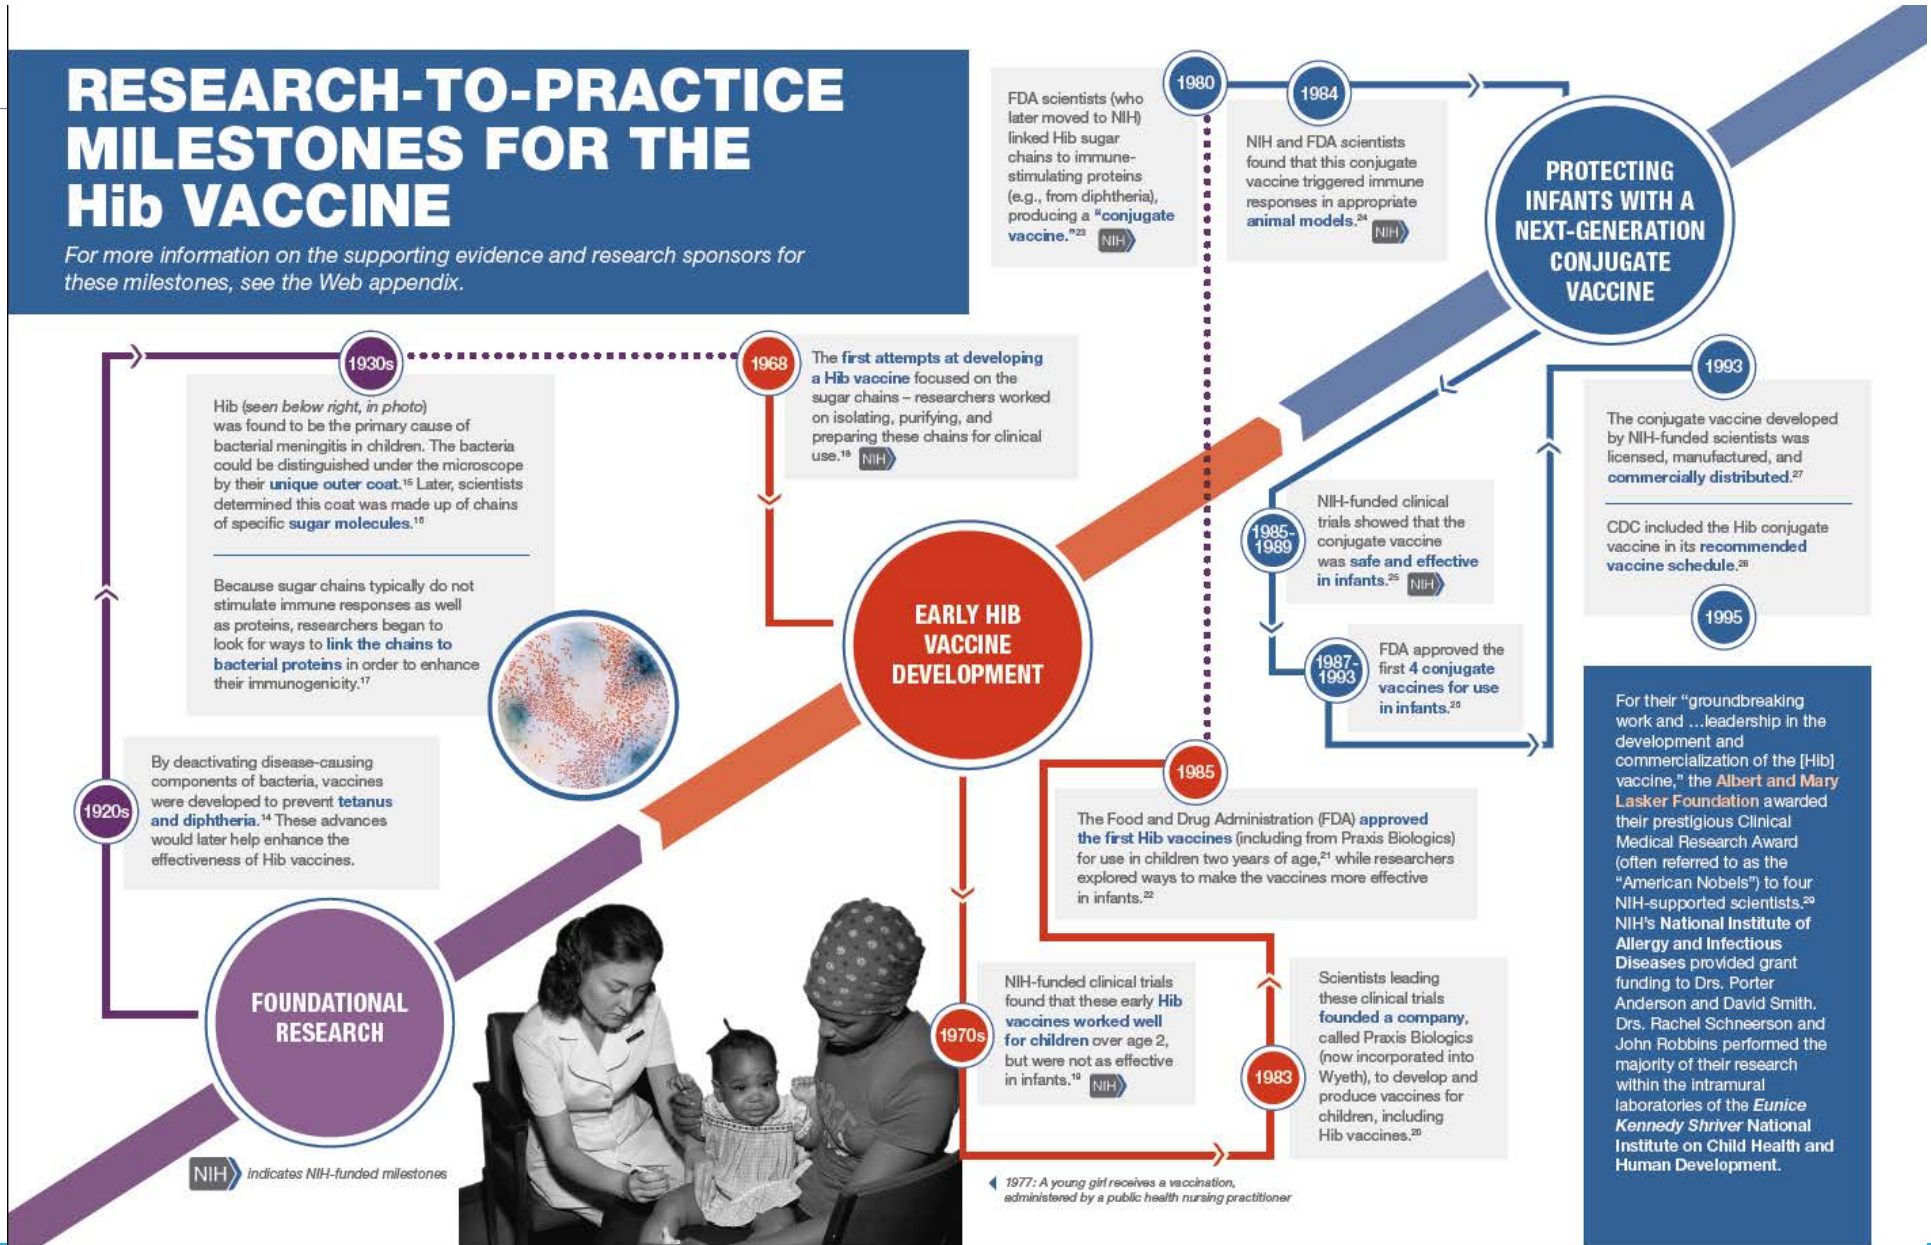 RESEARCH-TO-PRACTICE
MILESTONES FOR THE
Hib VACCINE
For more information on the supporting evidence and research sponsors for
these milestones, see the Web appendix.
FOUNDATIONAL
RESEARCH
1920s
By deactivating disease-causing
components of bacteria, vaccines
were developed to prevent tetanus
and diphtheria.14 These advances
would later help enhance the
effectiveness of Hib vaccines.
1930s
Hib (seen below right, in photo)
was found to be the primary cause of
bacterial meningitis in children. The bacteria
could be distinguished under the microscope
by their unique outer coat.15 Later, scientists
determined this coat was made up of chains
of specific sugar molecules.16
Because sugar chains typically do not
stimulate immune responses as well
as proteins, researchers began to
look for ways to link the chains to
bacterial proteins in order to enhance
their immunogenicity.17
1968
The first attempts at developing
a Hib vaccine focused on the
sugar chains – researchers worked
on isolating, purifying, and
preparing these chains for clinical
use.18 NIH
EARLY HIB
VACCINE
DEVELOPMENT
1970s
NIH-funded clinical trials
found that these early Hib
vaccines worked well
for children over age 2,
but were not as effective
in infants.19 NIH
1983
Scientists leading
these clinical trials
founded a company,
called Praxis Biologics
(now incorporated into
Wyeth), to develop and
produce vaccines for
children, including
Hib vaccines.20
1985
The Food and Drug Administration (FDA) approved
the first Hib vaccines (including from Praxis Biologics)
for use in children two years of age,21 while researchers
explored ways to make the vaccines more effective
in infants.22
1980
FDA scientists (who
later moved to NIH)
linked Hib sugar
chains to immune-
stimulating proteins
(e.g., from diphtheria),
producing a “conjugate
vaccine.”23 NIH
1984
NIH and FDA scientists
found that this conjugate
vaccine triggered immune
responses in appropriate
animal models.24 NIH
PROTECTING
INFANTS WITH A
NEXT-GENERATION
CONJUGATE
VACCINE
1985-
1989
NIH-funded clinical
trials showed that the
conjugate vaccine
was safe and effective
in infants.25 NIH
1987-
1993
FDA approved the
first 4 conjugate
vaccines for use
in infants.26
1993
The conjugate vaccine developed
by NIH-funded scientists was
licensed, manufactured, and
commercially distributed.27
CDC included the Hib conjugate
vaccine in its recommended
vaccine schedule.28
1995
For their “groundbreaking
work and ...leadership in the
development and
commercialization of the [Hib]
vaccine,” the Albert and Mary
Lasker Foundation awarded
their prestigious Clinical
Medical Research Award
(often referred to as the
“American Nobels”) to four
NIH-supported scientists.29
NIH’s National Institute of
Allergy and Infectious
Diseases provided grant
funding to Drs. Porter
Anderson and David Smith.
Drs. Rachel Schneerson and
John Robbins performed the
majority of their research
within the intramural
laboratories of the Eunice
Kennedy Shriver National
Institute on Child Health and
Human Development.
NIH indicates NIH-funded milestones
1977: A young girl receives a vaccination,
administered by a public health nursing practitioner